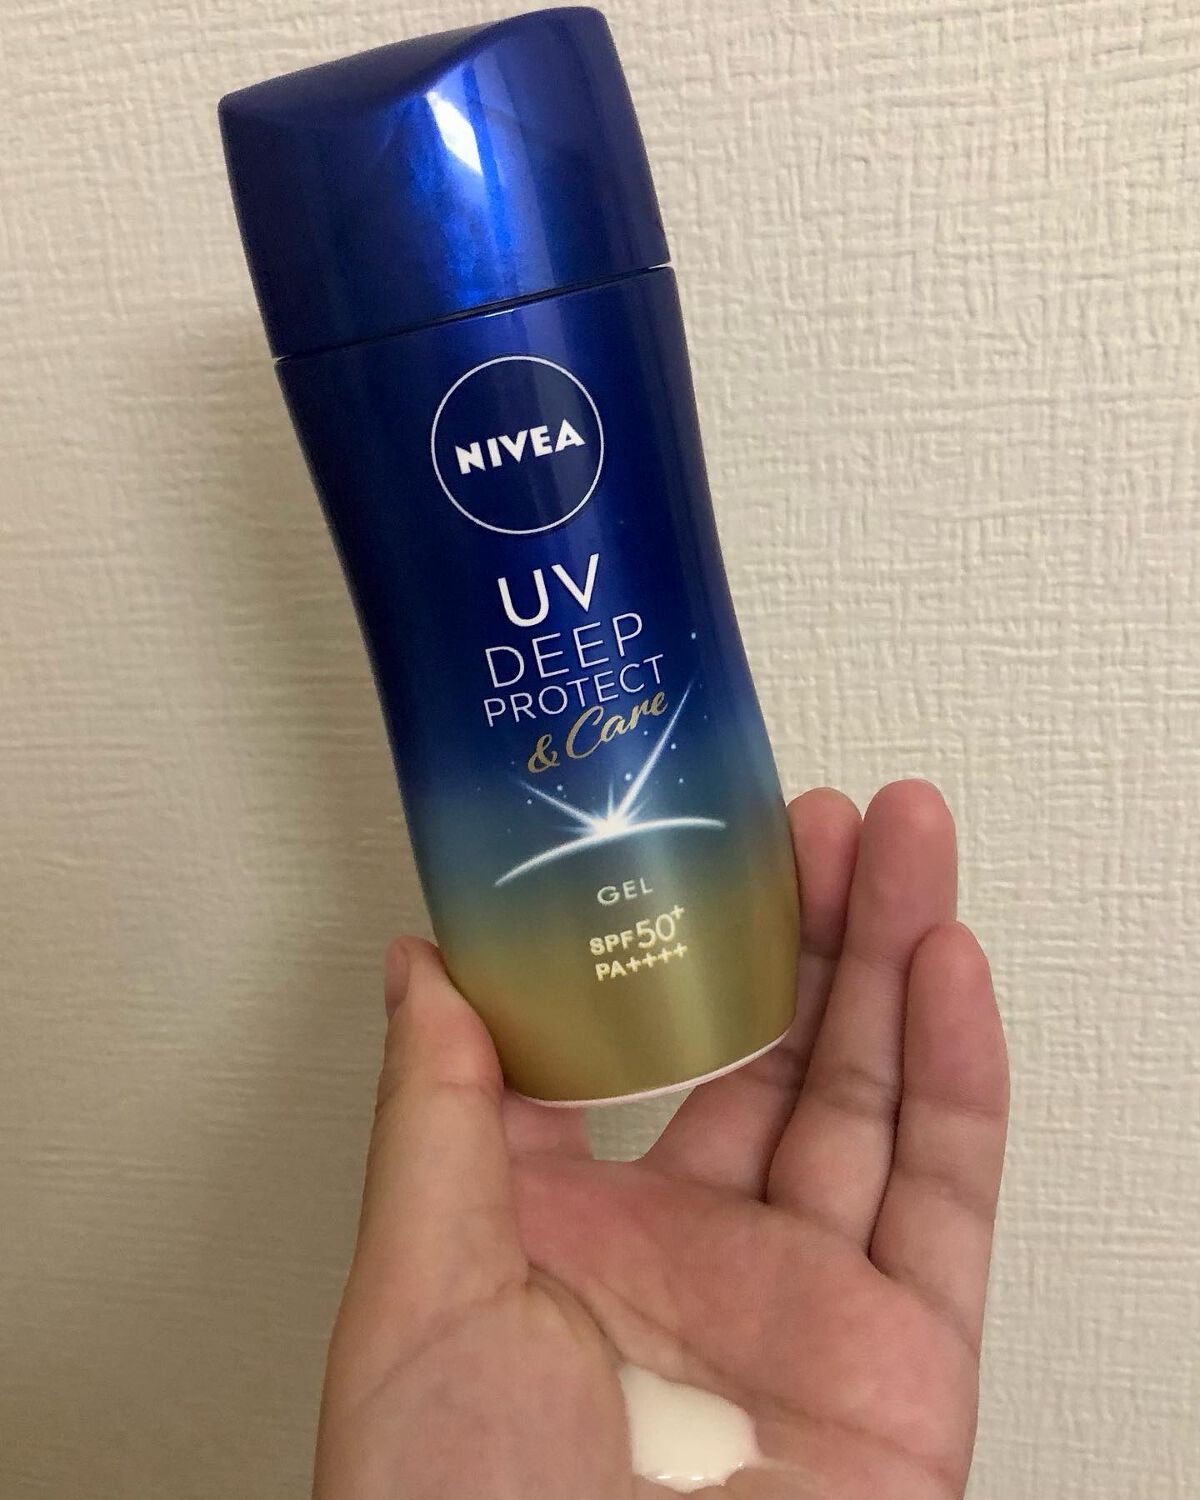 NIVEA
UV
DEEP
PROTECT
& Care
GEL
SPF50+
PA++++